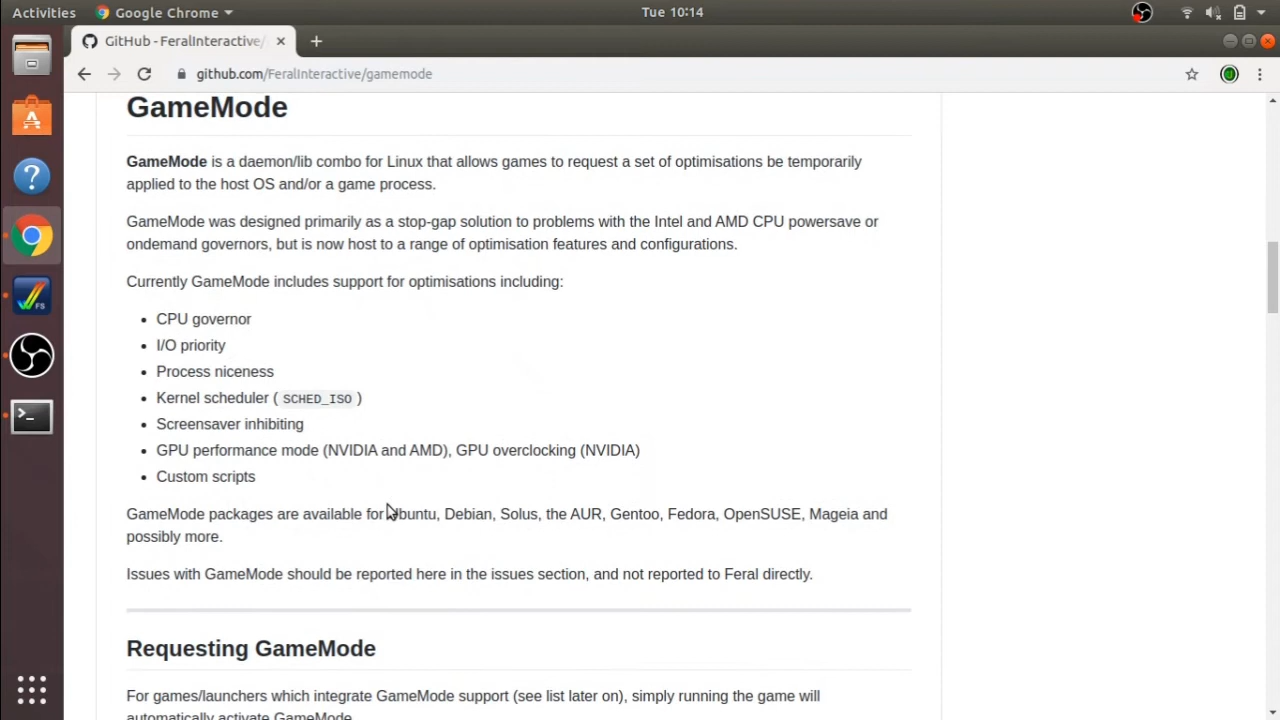 Activities
Google Chrome
Tue 10:14
GitHub - FeralInteractive/
github.com/FeralInteractive/gamemode
GameMode
GameMode is a daemon/lib combo for Linux that allows games to request a set of optimisations be temporarily
applied to the host OS and/or a game process.
GameMode was designed primarily as a stop-gap solution to problems with the Intel and AMD CPU powersave or
ondemand governors, but is now host to a range of optimisation features and configurations.
Currently GameMode includes support for optimisations including:
• CPU governor
• I/O priority
• Process niceness
• Kernel scheduler ( SCHED_ISO )
• Screensaver inhibiting
• GPU performance mode (NVIDIA and AMD), GPU overclocking (NVIDIA)
• Custom scripts
GameMode packages are available for Ubuntu, Debian, Solus, the AUR, Gentoo, Fedora, OpenSUSE, Mageia and
possibly more.
Issues with GameMode should be reported here in the issues section, and not reported to Feral directly.
Requesting GameMode
For games/launchers which integrate GameMode support (see list later on), simply running the game will
automatically activate GameMode.
FS